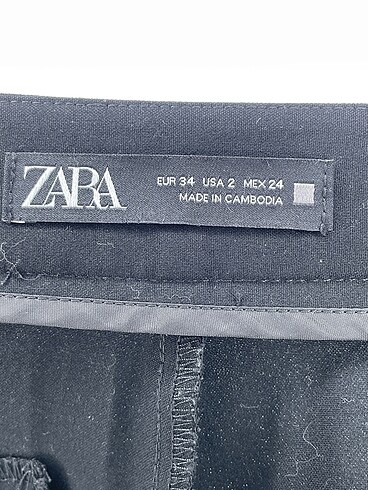 ZARA
EUR 34 USA 2 MEX 24
MADE IN CAMBODIA